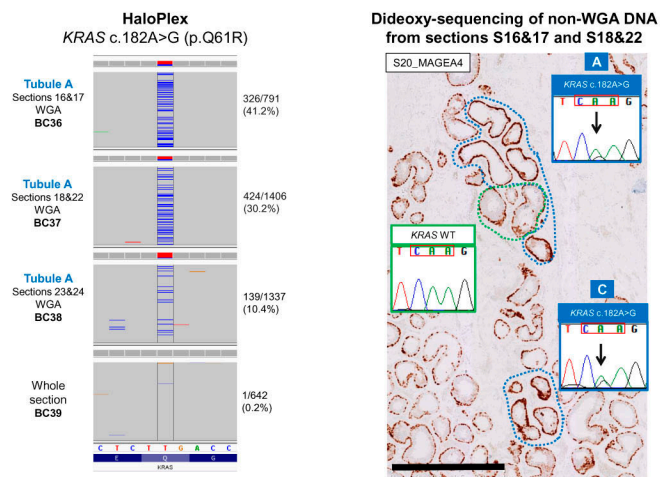 HaloPlex
KRAS c.182A>G (p.Q61R)
Tubule A
Sections 16&17
WGA
BC36
326/791
(41.2%)
Tubule A
Sections 18&22
WGA
BC37
424/1406
(30.2%)
Tubule A
Sections 23&24
WGA
BC38
139/1337
(10.4%)
Whole
section
BC39
1/642
(0.2%)
C T C T T G A C C
E Q G
KRAS
Dideoxy-sequencing of non-WGA DNA
from sections S16&17 and S18&22
S20_MAGEA4
A
KRAS c.182A>G
T C A A G
KRAS WT
T C A A G
C
KRAS c.182A>G
T C A A G